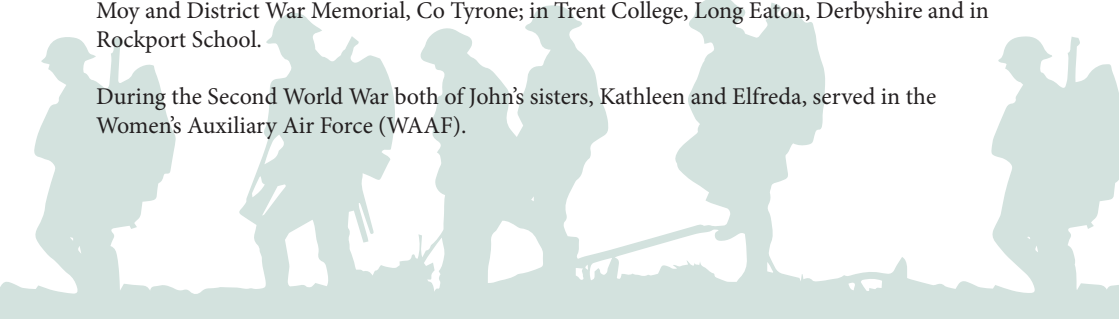 Moy and District War Memorial, Co Tyrone; in Trent College, Long Eaton, Derbyshire and in
Rockport School.
During the Second World War both of John's sisters, Kathleen and Elfreda, served in the
Women's Auxiliary Air Force (WAAF).